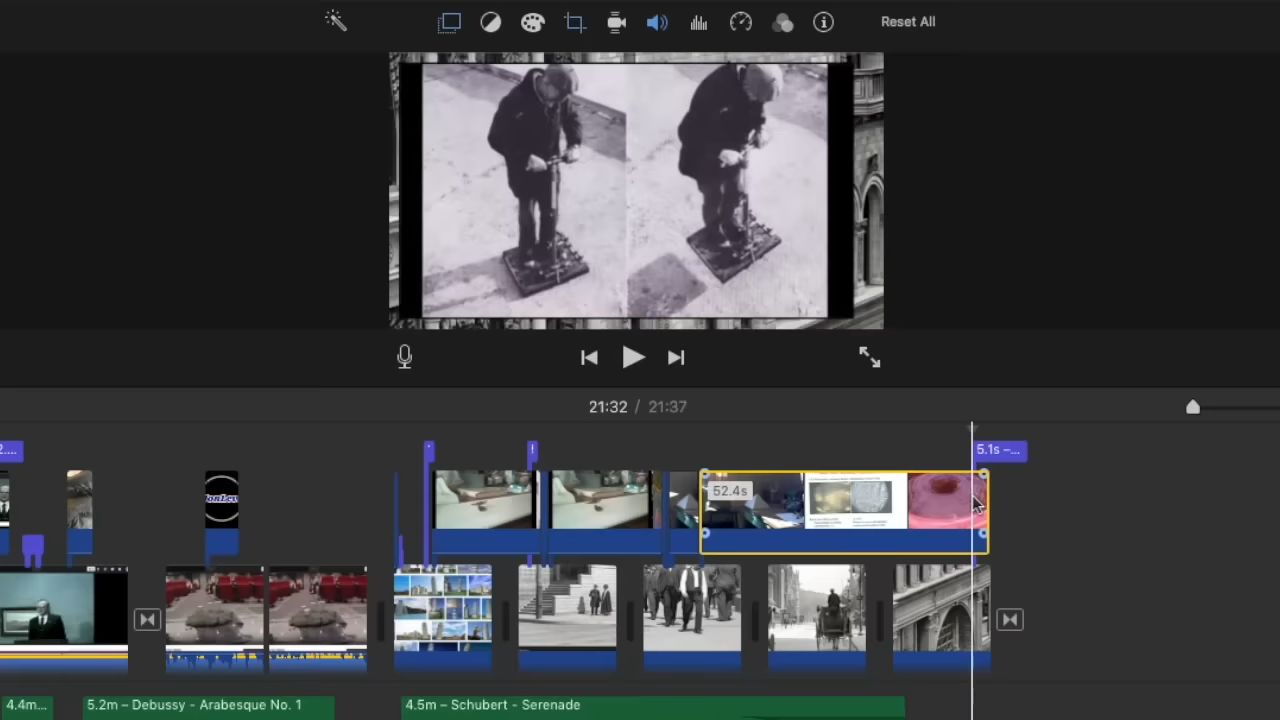 Reset All
21:32 / 21:37
2....
5.1s –...
52.4s
4.4m...
5.2m – Debussy - Arabesque No. 1
4.5m – Schubert - Serenade